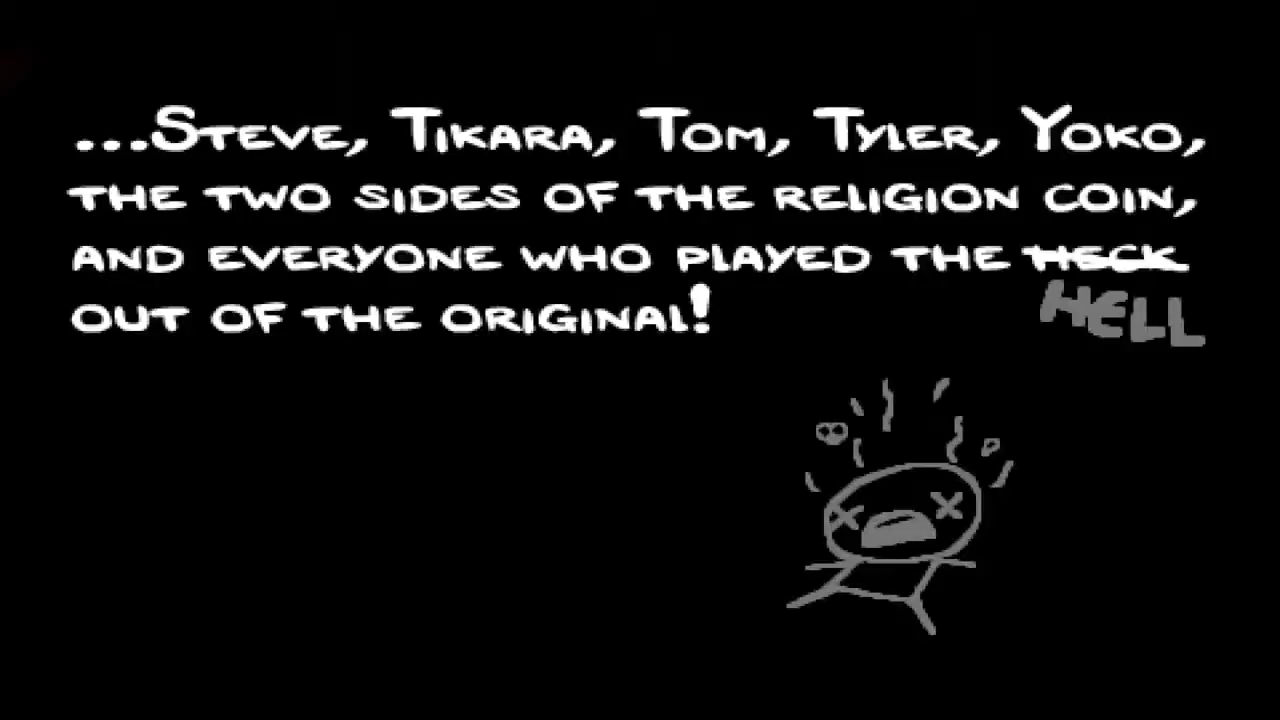 ...Steve, Tikara, Tom, Tyler, Yoko,
the two sides of the religion coin,
and everyone who played the heck
HELL
out of the original!